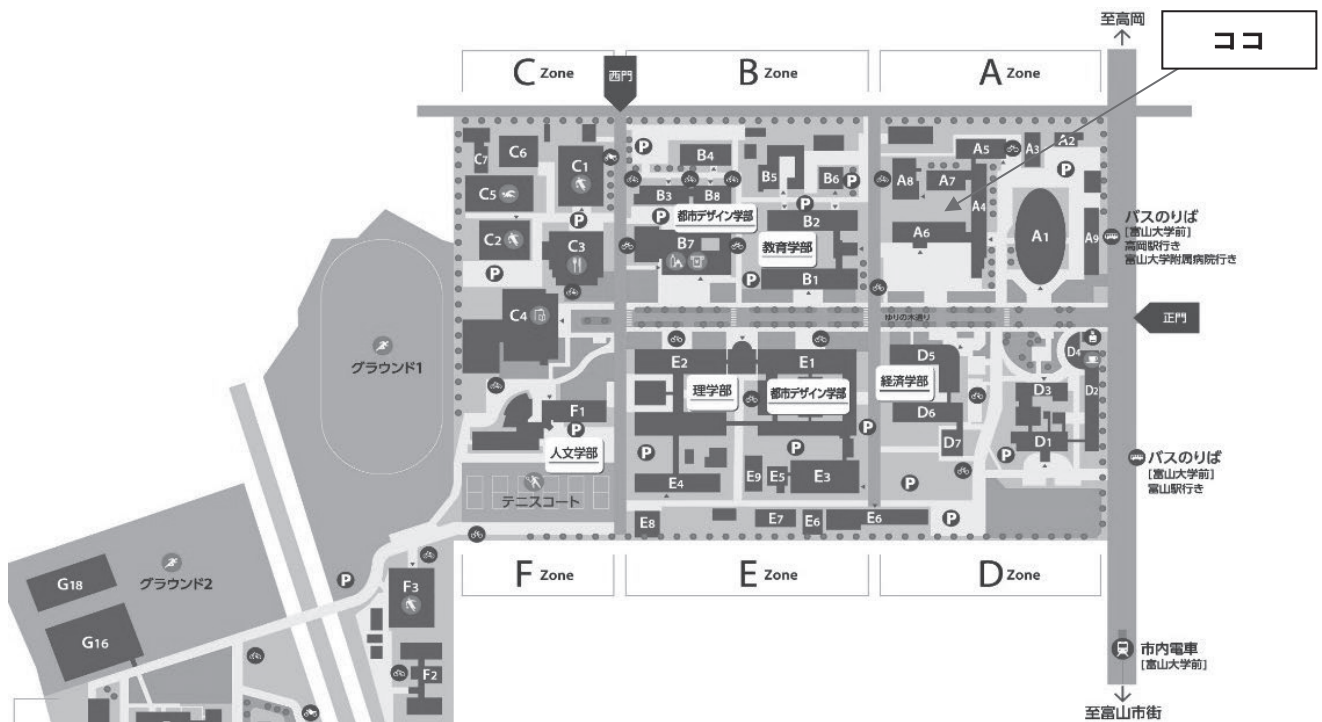 至高岡
ココ
C Zone
西門
B Zone
A Zone
C7
C6
C1
C5
C2
C3
C4
B4
B3
B8
B5
B6
都市デザイン学部
B7
B2
教育学部
B1
A8
A7
A5
A3
A2
A4
A6
A1
A9
P
P
P
P
P
P
P
P
バスのりば
[富山大学前]
高岡駅行き
富山大学附属病院行き
ゆりの木通り
正門
グラウンド1
E2
理学部
E1
都市デザイン学部
経済学部
D5
D6
D7
D4
D3
D2
D1
F1
P
人文学部
テニスコート
P
E4
E9
P
E5
E3
P
P
P
バスのりば
[富山大学前]
富山駅行き
E8
E7
E6
E6
P
F Zone
E Zone
D Zone
グラウンド2
P
G18
G16
F3
F2
市内電車
[富山大学前]
至富山市街